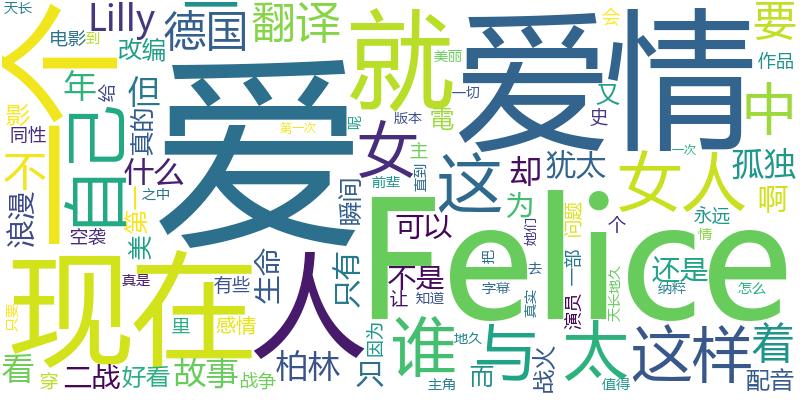 天长
Lilly
德国
翻译
就
爱情
要
电影
到
改编
美丽
会
作品
个
年
给
但
爱
一切
又
中
影
自己
真的
版本
電
史
同性
第一次
呢
女
这
却
犹太
一次
不
什么
主
女人
孤独
浪漫
之中
前辈
直到
为
啊
美
第一
瞬间
Felice
可以
她们
问题
个
永远
空袭
情
现在
真是
有些
生命
人
只有
不是
把
去
一部
还是
让
知道
字幕
真实
演员
天长地久
纳粹
怎么
只要
里
感情
因为
谁
地久
与
太
这样
着
看
穿
二战
好看
故事
战争
柏林
只
主角
而
战火
值得
配音